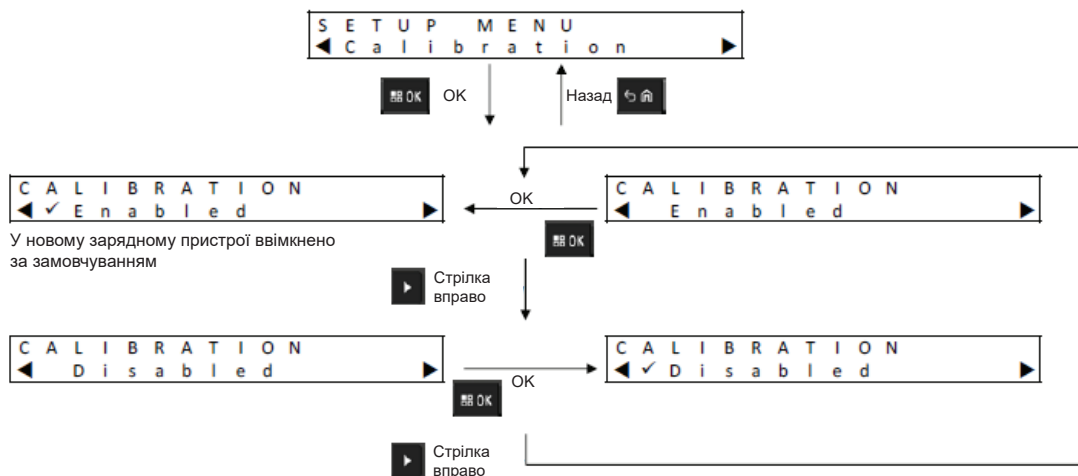 SETUP MENU
◀ Calibration ▶
OK OK
Назад
CALIBRATION
◀ ✓ Enabled ▶
OK
CALIBRATION
◀ Enabled ▶
OK
У новому зарядному пристрої ввімкнено
за замовчуванням
Стрілка
вправо
CALIBRATION
◀ Disabled ▶
OK
OK
CALIBRATION
◀ ✓ Disabled ▶
Стрілка
вправо